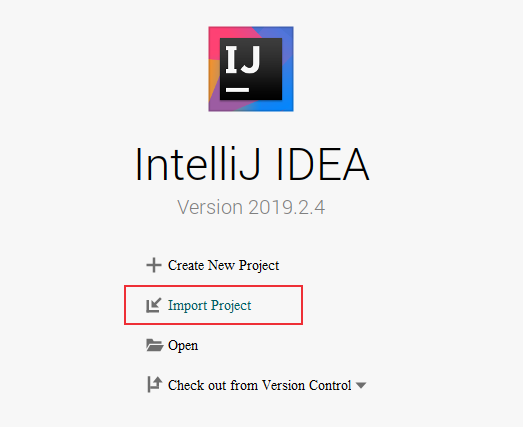 IJ
IntelliJ IDEA
Version 2019.2.4
Create New Project
Import Project
Open
Check out from Version Control